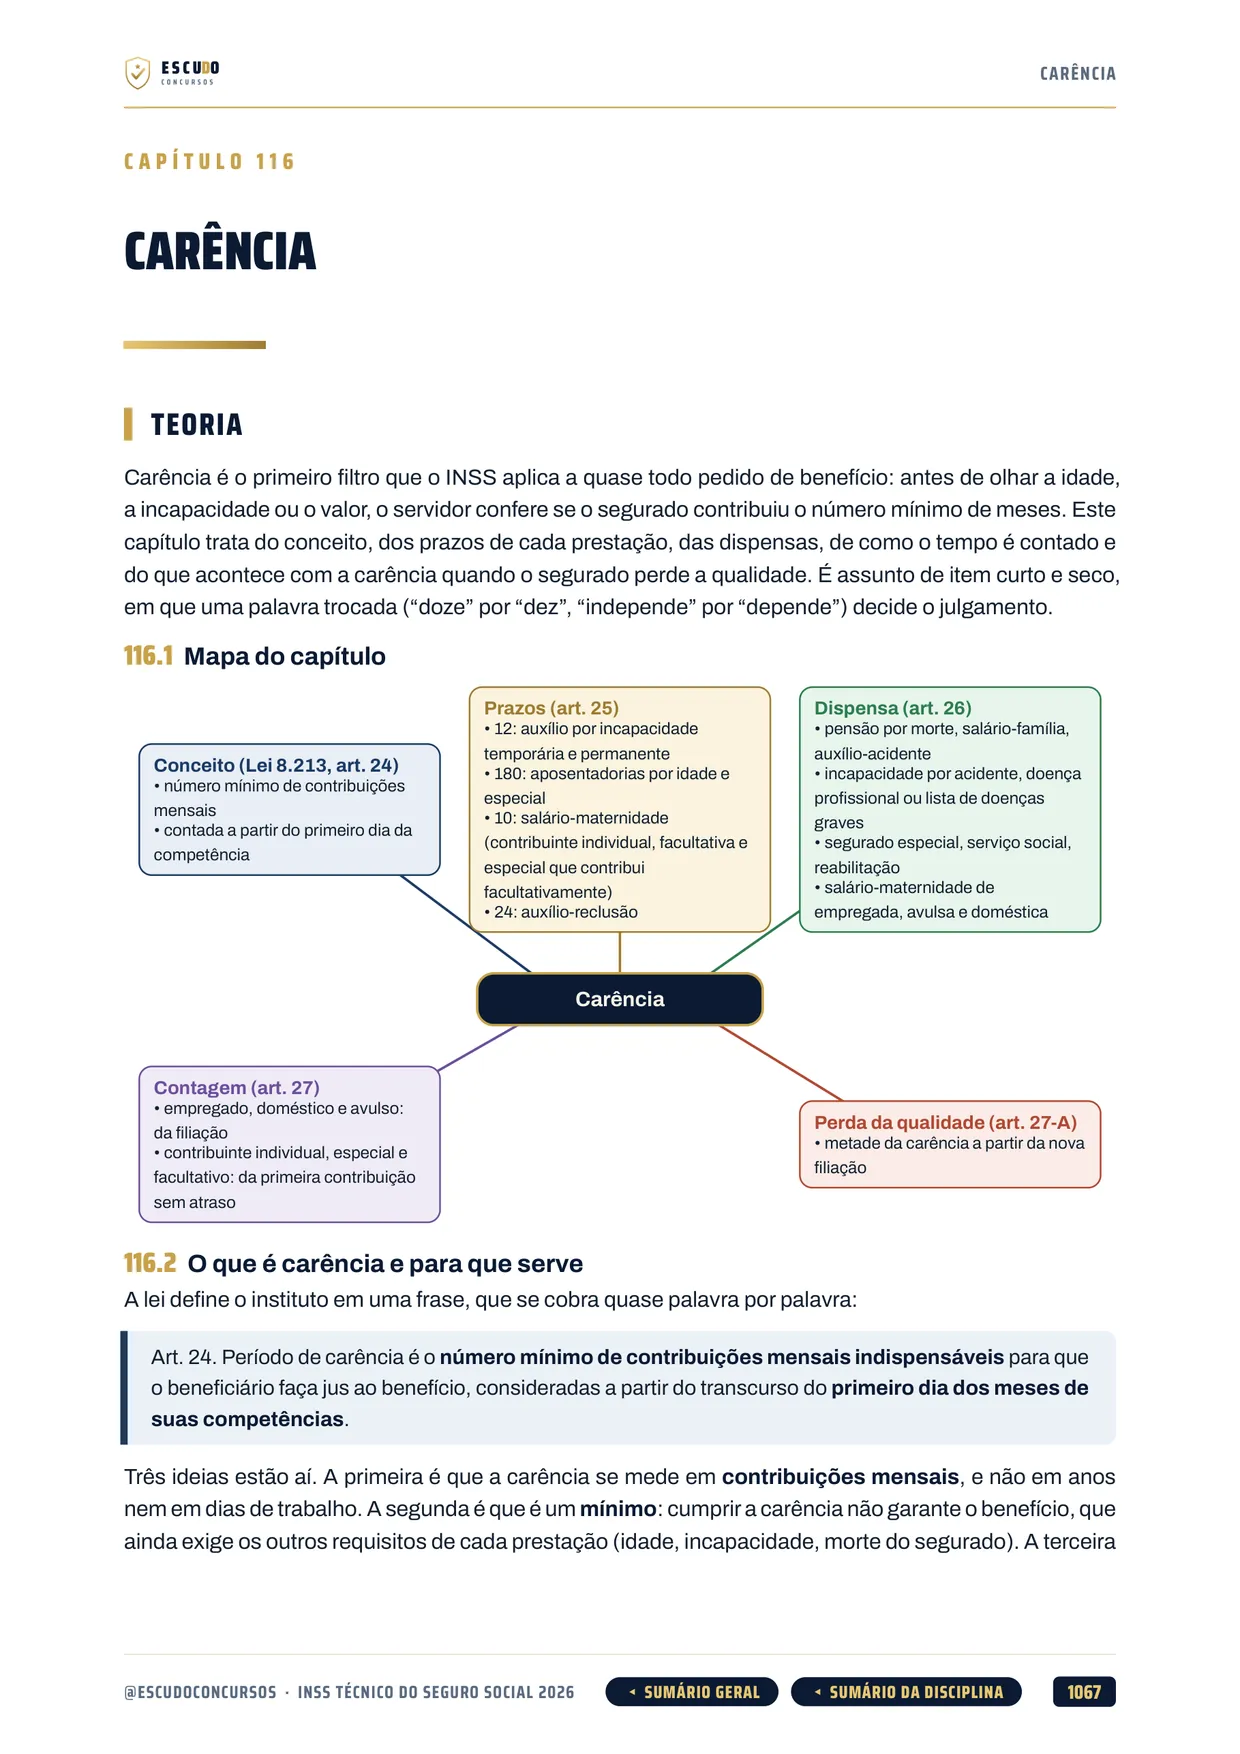 ESCUDO
CONCURSOS
CARÊNCIA
CAPÍTULO 116
CARÊNCIA
TEORIA
Carência é o primeiro filtro que o INSS aplica a quase todo pedido de benefício: antes de olhar a idade,
a incapacidade ou o valor, o servidor confere se o segurado contribuiu o número mínimo de meses. Este
capítulo trata do conceito, dos prazos de cada prestação, das dispensas, de como o tempo é contado e
do que acontece com a carência quando o segurado perde a qualidade. É assunto de item curto e seco,
em que uma palavra trocada (“doze” por “dez”, “independe” por “depende”) decide o julgamento.
116.1 Mapa do capítulo
Conceito (Lei 8.213, art. 24)
• número mínimo de contribuições
mensais
• contada a partir do primeiro dia da
competência
Prazos (art. 25)
• 12: auxílio por incapacidade
temporária e permanente
• 180: aposentadorias por idade e
especial
• 10: salário-maternidade
(contribuinte individual, facultativa e
especial que contribui
facultativamente)
• 24: auxílio-reclusão
Dispensa (art. 26)
• pensão por morte, salário-família,
auxílio-acidente
• incapacidade por acidente, doença
profissional ou lista de doenças
graves
• segurado especial, serviço social,
reabilitação
• salário-maternidade de
empregada, avulsa e doméstica
Carência
Contagem (art. 27)
• empregado, doméstico e avulso:
da filiação
• contribuinte individual, especial e
facultativo: da primeira contribuição
sem atraso
Perda da qualidade (art. 27-A)
• metade da carência a partir da nova
filiação
116.2 O que é carência e para que serve
A lei define o instituto em uma frase, que se cobra quase palavra por palavra:
Art. 24. Período de carência é o número mínimo de contribuições mensais indispensáveis para que
o beneficiário faça jus ao benefício, consideradas a partir do transcurso do primeiro dia dos meses de
suas competências.
Três ideias estão aí. A primeira é que a carência se mede em contribuições mensais, e não em anos
nem em dias de trabalho. A segunda é que é um mínimo: cumprir a carência não garante o benefício, que
ainda exige os outros requisitos de cada prestação (idade, incapacidade, morte do segurado). A terceira
@ESCUDOCONCURSOS · INSS TÉCNICO DO SEGURO SOCIAL 2026
SUMÁRIO GERAL
SUMÁRIO DA DISCIPLINA
1067